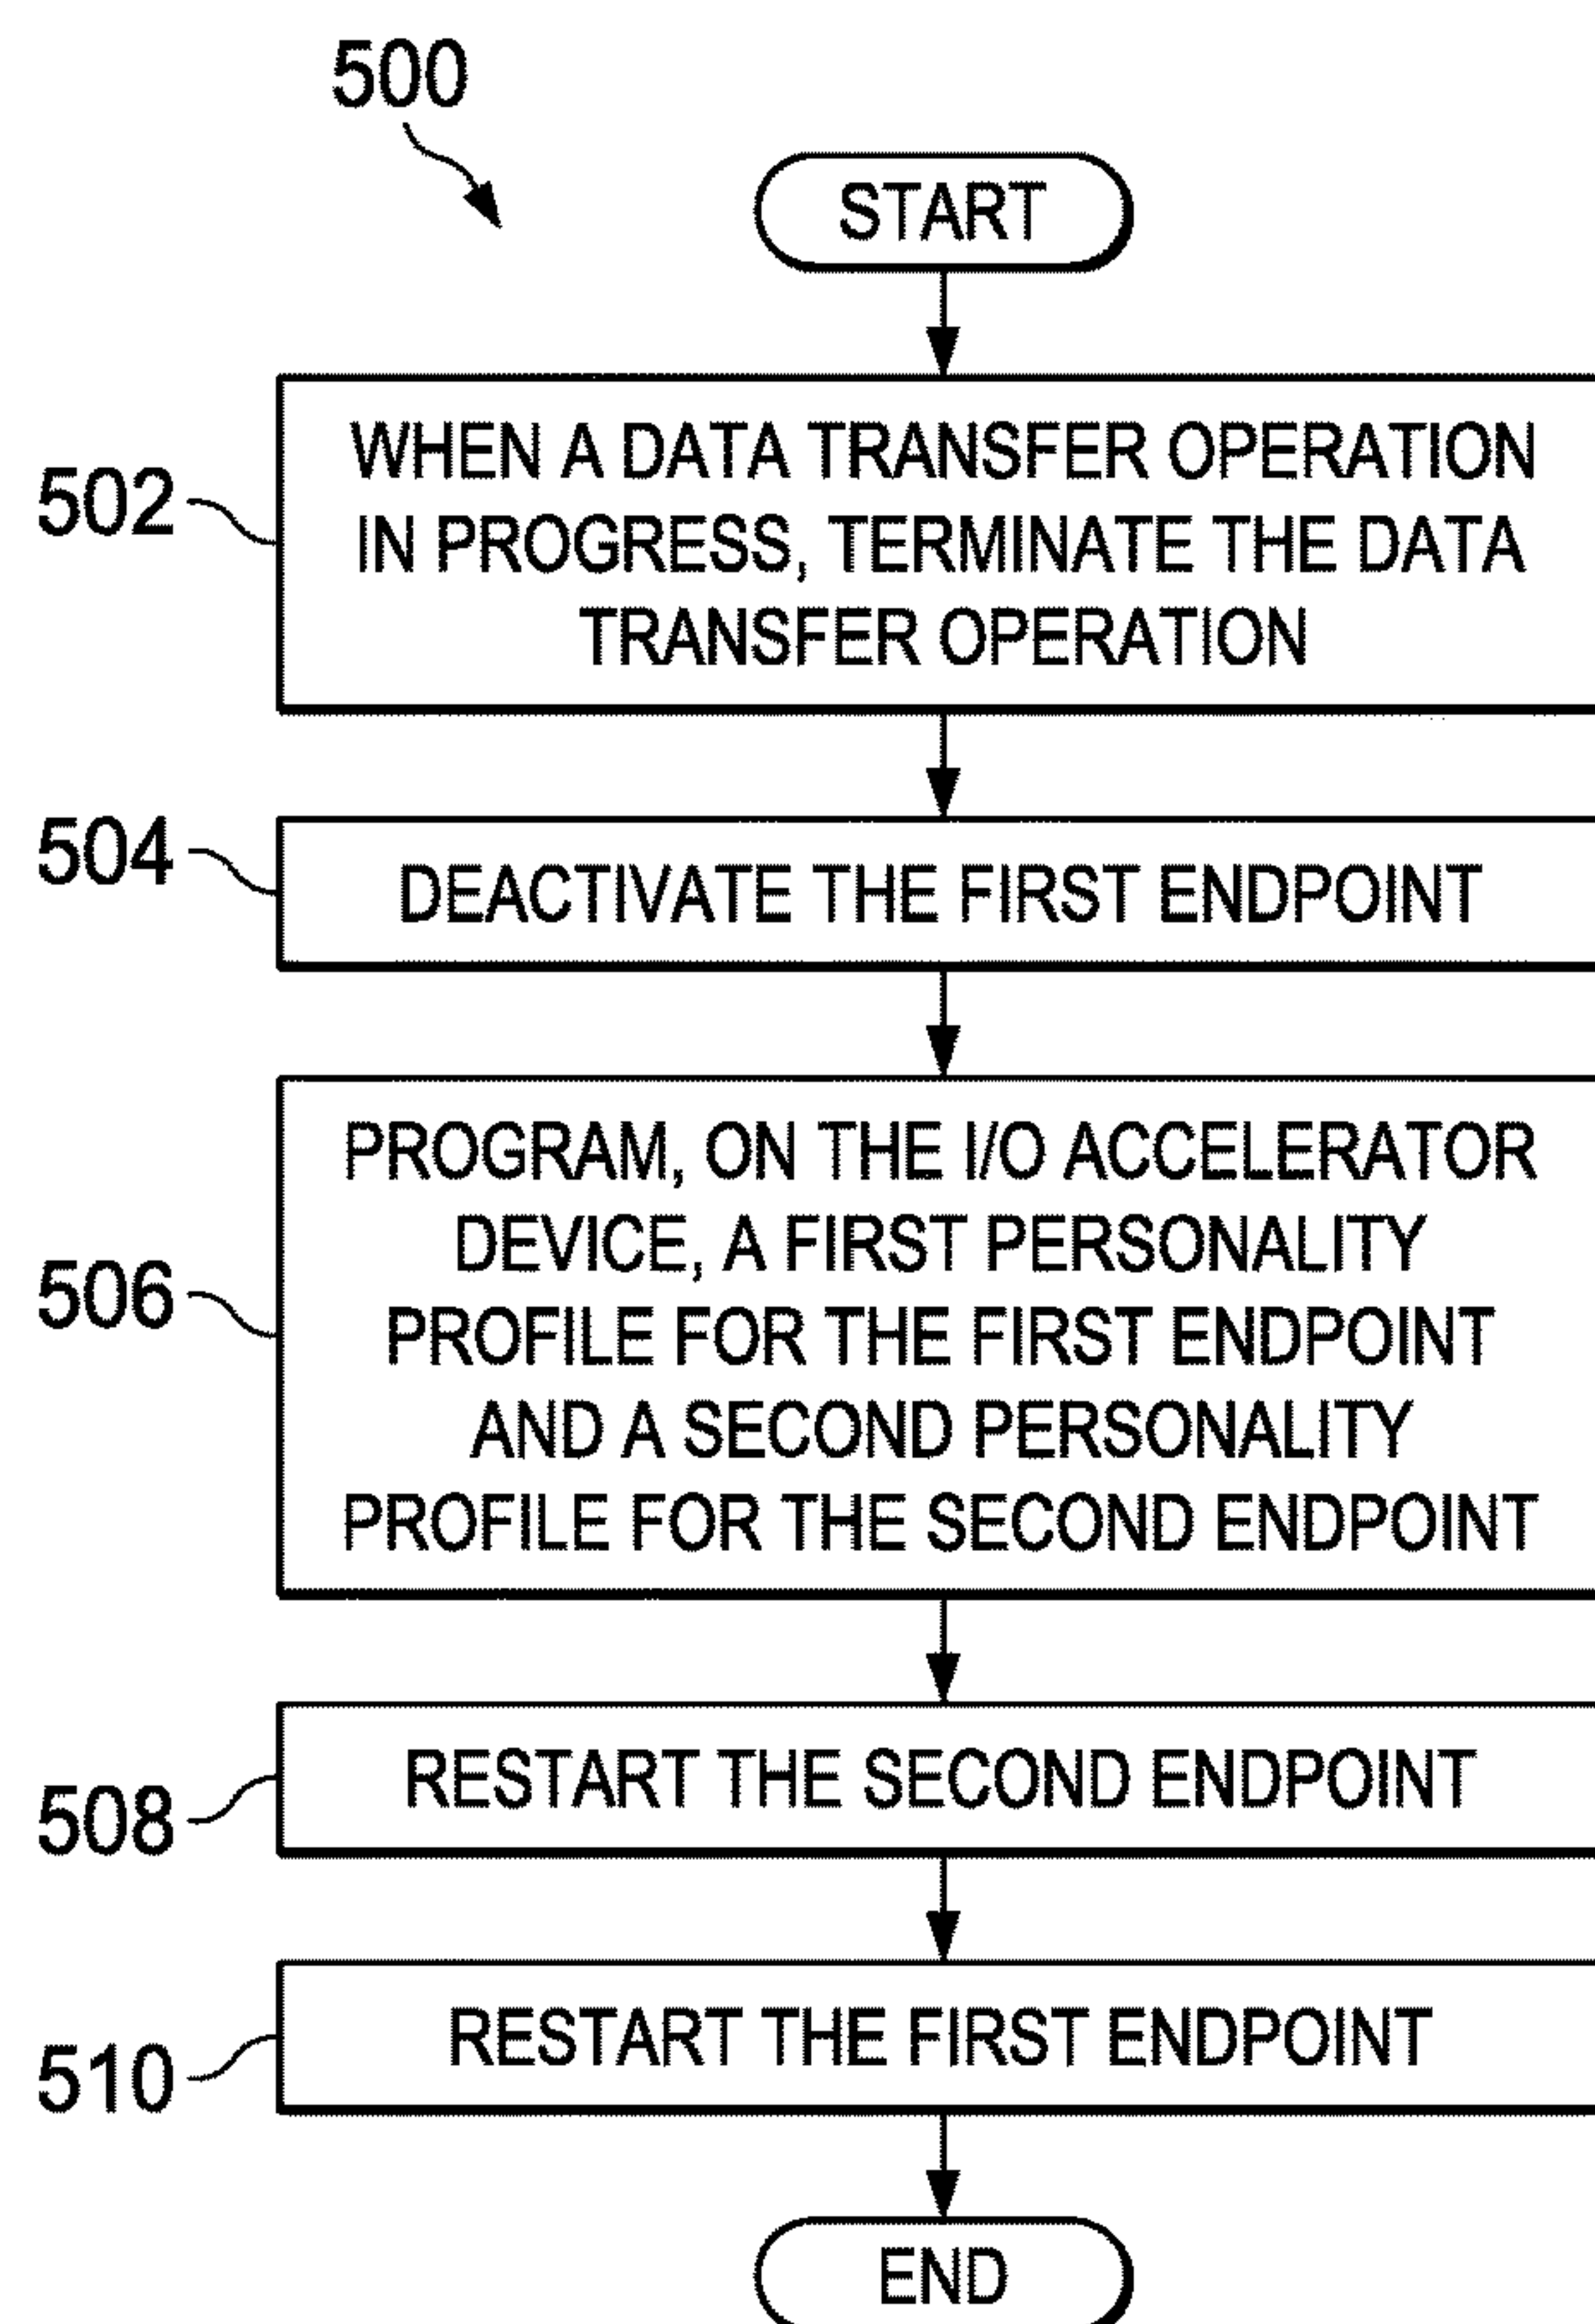 500
START
502
WHEN A DATA TRANSFER OPERATION
IN PROGRESS, TERMINATE THE DATA
TRANSFER OPERATION
504
DEACTIVATE THE FIRST ENDPOINT
506
PROGRAM, ON THE I/O ACCELERATOR
DEVICE, A FIRST PERSONALITY
PROFILE FOR THE FIRST ENDPOINT
AND A SECOND PERSONALITY
PROFILE FOR THE SECOND ENDPOINT
508
RESTART THE SECOND ENDPOINT
510
RESTART THE FIRST ENDPOINT
END